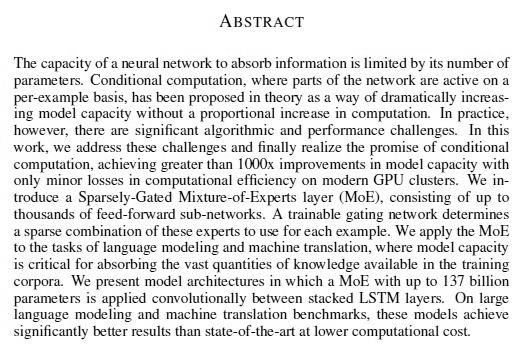 ABSTRACT
The capacity of a neural network to absorb information is limited by its number of
parameters. Conditional computation, where parts of the network are active on a
per-example basis, has been proposed in theory as a way of dramatically increas-
ing model capacity without a proportional increase in computation. In practice,
however, there are significant algorithmic and performance challenges. In this
work, we address these challenges and finally realize the promise of conditional
computation, achieving greater than 1000x improvements in model capacity with
only minor losses in computational efficiency on modern GPU clusters. We in-
troduce a Sparsely-Gated Mixture-of-Experts layer (MoE), consisting of up to
thousands of feed-forward sub-networks. A trainable gating network determines
a sparse combination of these experts to use for each example. We apply the MoE
to the tasks of language modeling and machine translation, where model capacity
is critical for absorbing the vast quantities of knowledge available in the training
corpora. We present model architectures in which a MoE with up to 137 billion
parameters is applied convolutionally between stacked LSTM layers. On large
language modeling and machine translation benchmarks, these models achieve
significantly better results than state-of-the-art at lower computational cost.